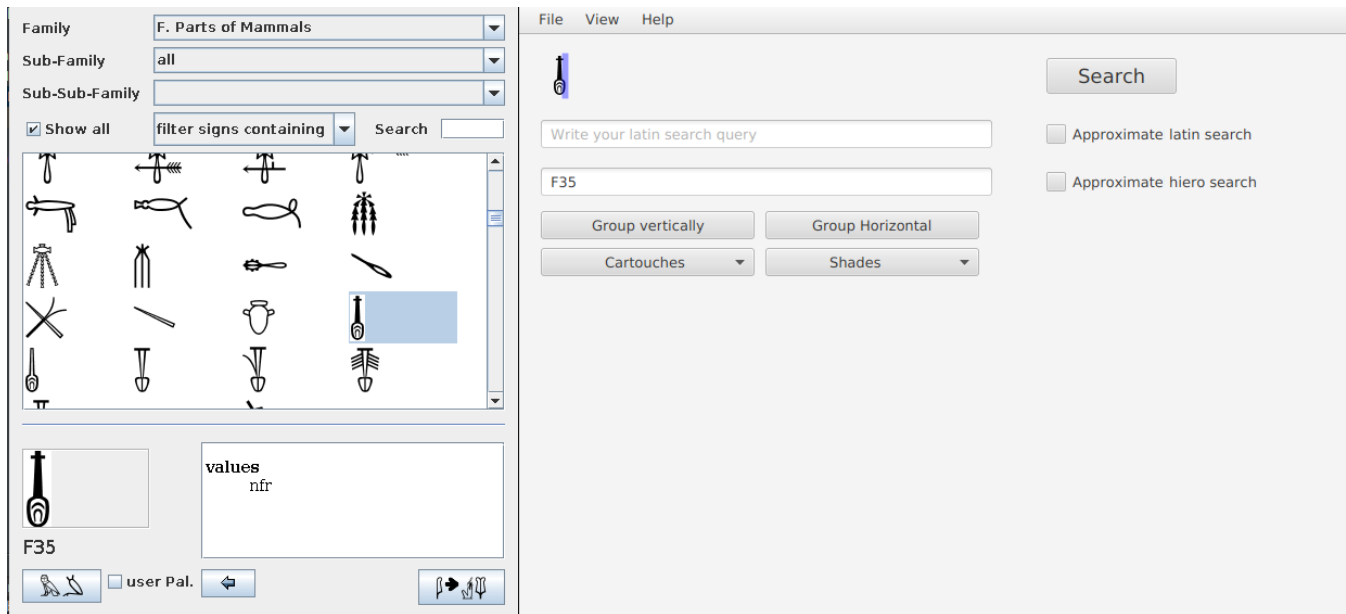 Family F. Parts of Mammals
Sub-Family all
Sub-Sub-Family
Show all filter signs containing Search
values
nfr
F35
user Pal.
File View Help
Search
Write your latin search query
Approximate latin search
F35
Approximate hiero search
Group vertically Group Horizontal
Cartouches Shades